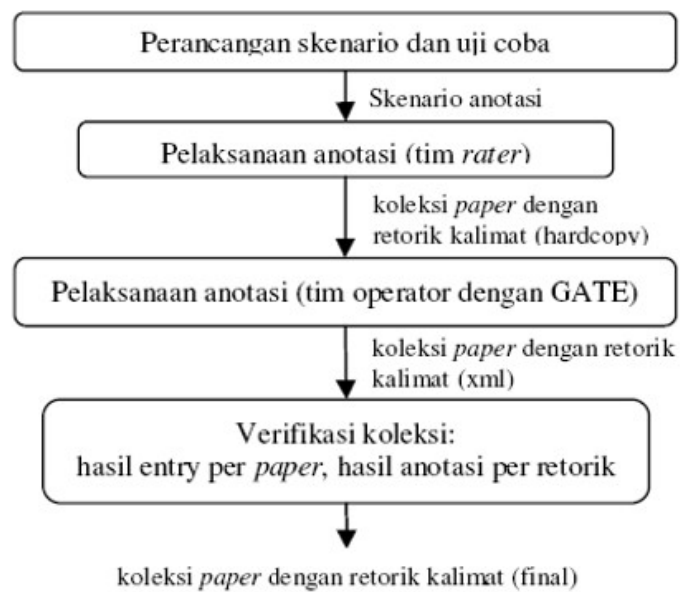 Perancangan skenario dan uji coba
Skenario anotasi
Pelaksanaan anotasi (tim rater)
koleksi paper dengan
retorik kalimat (hardcopy)
Pelaksanaan anotasi (tim operator dengan GATE)
koleksi paper dengan retorik
kalimat (xml)
Verifikasi koleksi:
hasil entry per paper, hasil anotasi per retorik
koleksi paper dengan retorik kalimat (final)